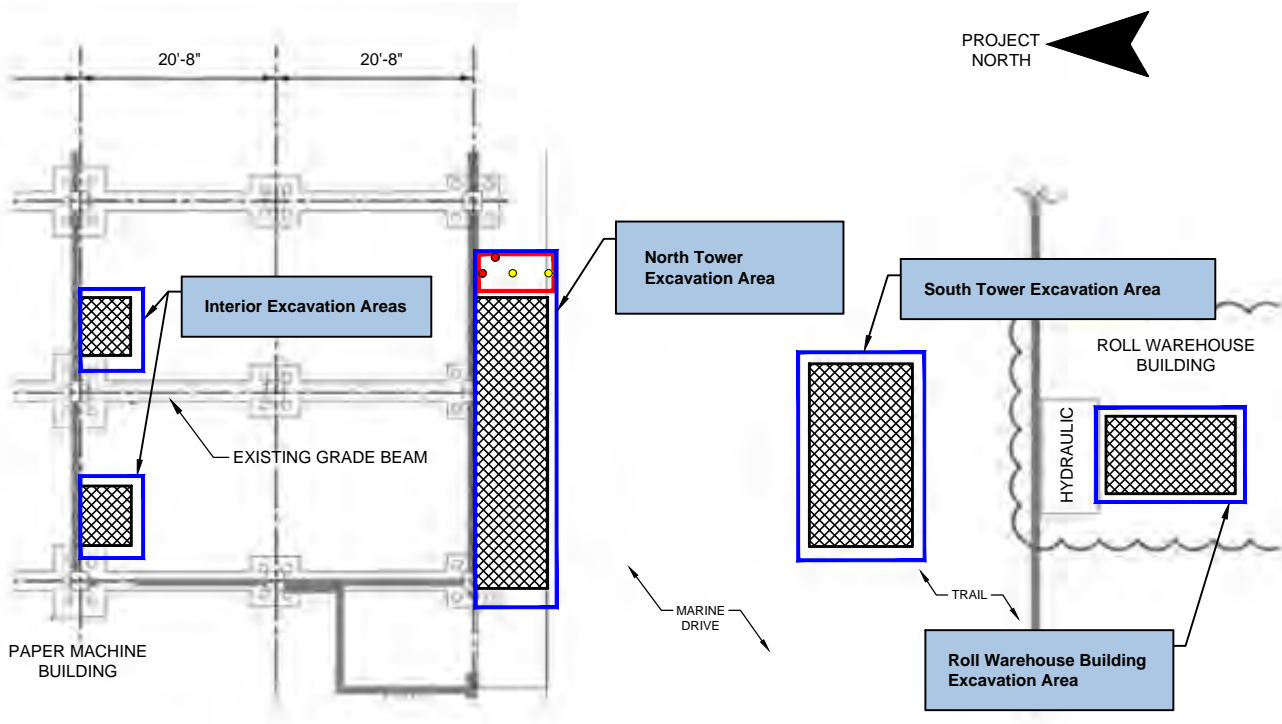 20'-8"
20'-8"
PROJECT
NORTH
North Tower
Excavation Area
South Tower Excavation Area
Interior Excavation Areas
ROLL WAREHOUSE
BUILDING
HYDRAULIC
EXISTING GRADE BEAM
TRAIL
MARINE
DRIVE
PAPER MACHINE
BUILDING
Roll Warehouse Building
Excavation Area